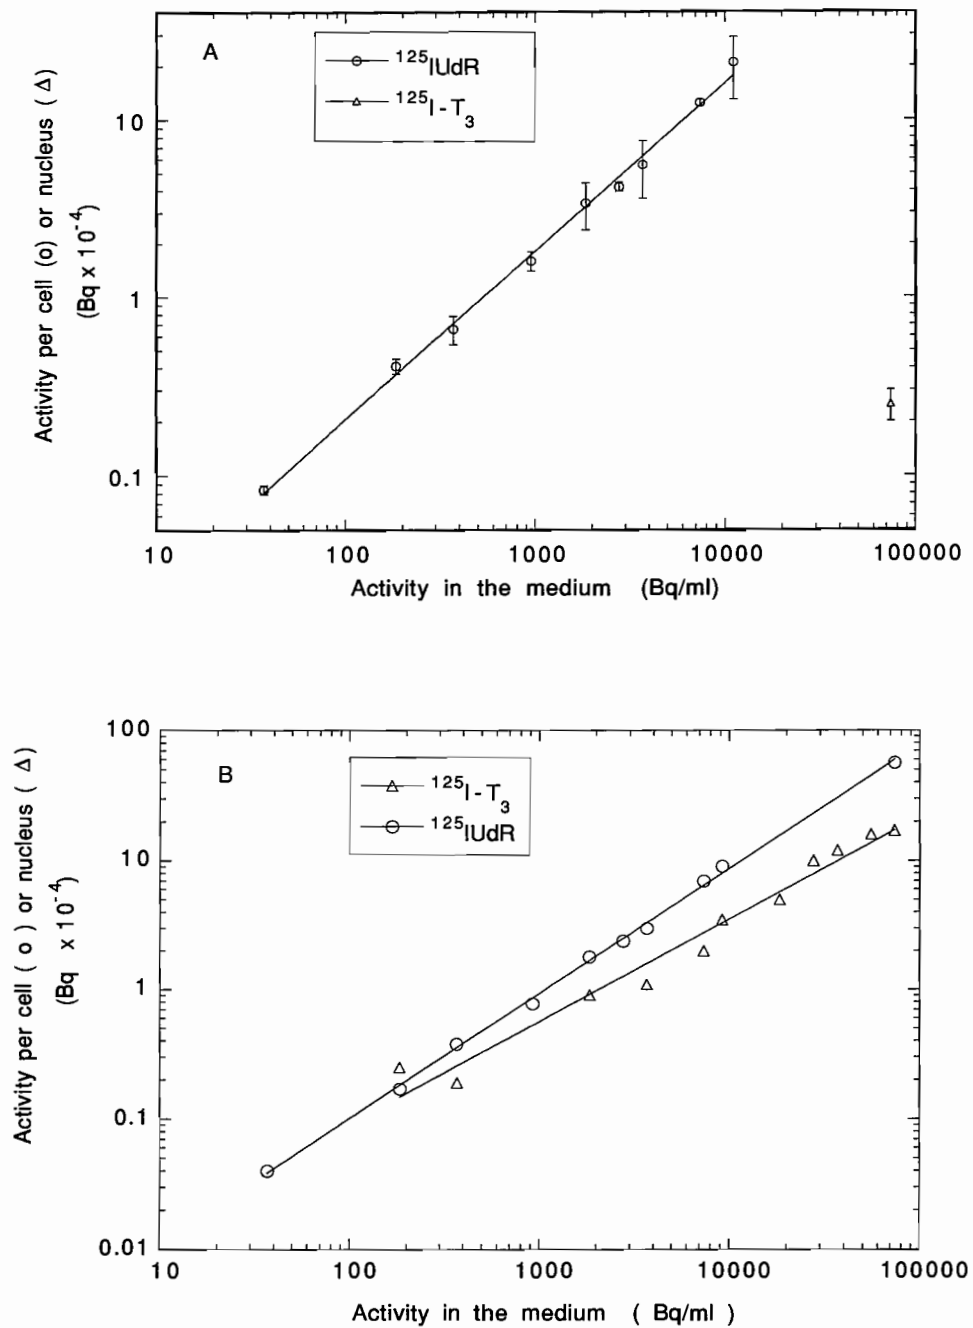 A
¹²⁵IUdR
¹²⁵I-T₃
Activity per cell (o) or nucleus (Δ)
(Bq x 10⁻⁴)
10
1
0.1
10 100 1000 10000 100000
Activity in the medium (Bq/ml)
B
¹²⁵I-T₃
¹²⁵IUdR
Activity per cell ( o ) or nucleus ( Δ )
(Bq x 10⁻⁴)
100
10
1
0.1
0.01
10 100 1000 10000 100000
Activity in the medium ( Bq/ml )